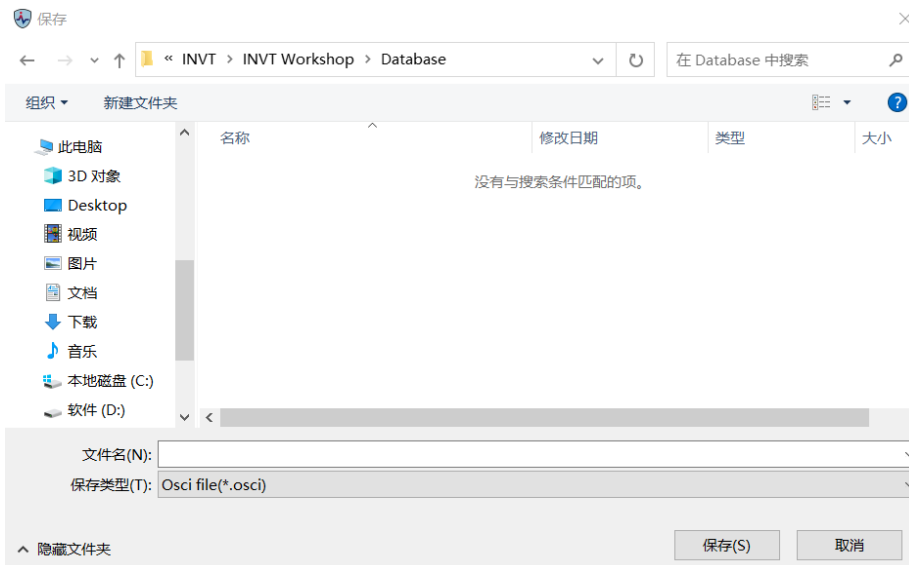 保存
« INVT > INVT Workshop > Database
在 Database 中搜索
组织
新建文件夹
?
名称
修改日期
类型
大小
没有与搜索条件匹配的项。
此电脑
3D 对象
Desktop
视频
图片
文档
下载
音乐
本地磁盘 (C:)
软件 (D:)
文件名(N):
保存类型(T): Osci file(*.osci)
隐藏文件夹
保存(S)
取消